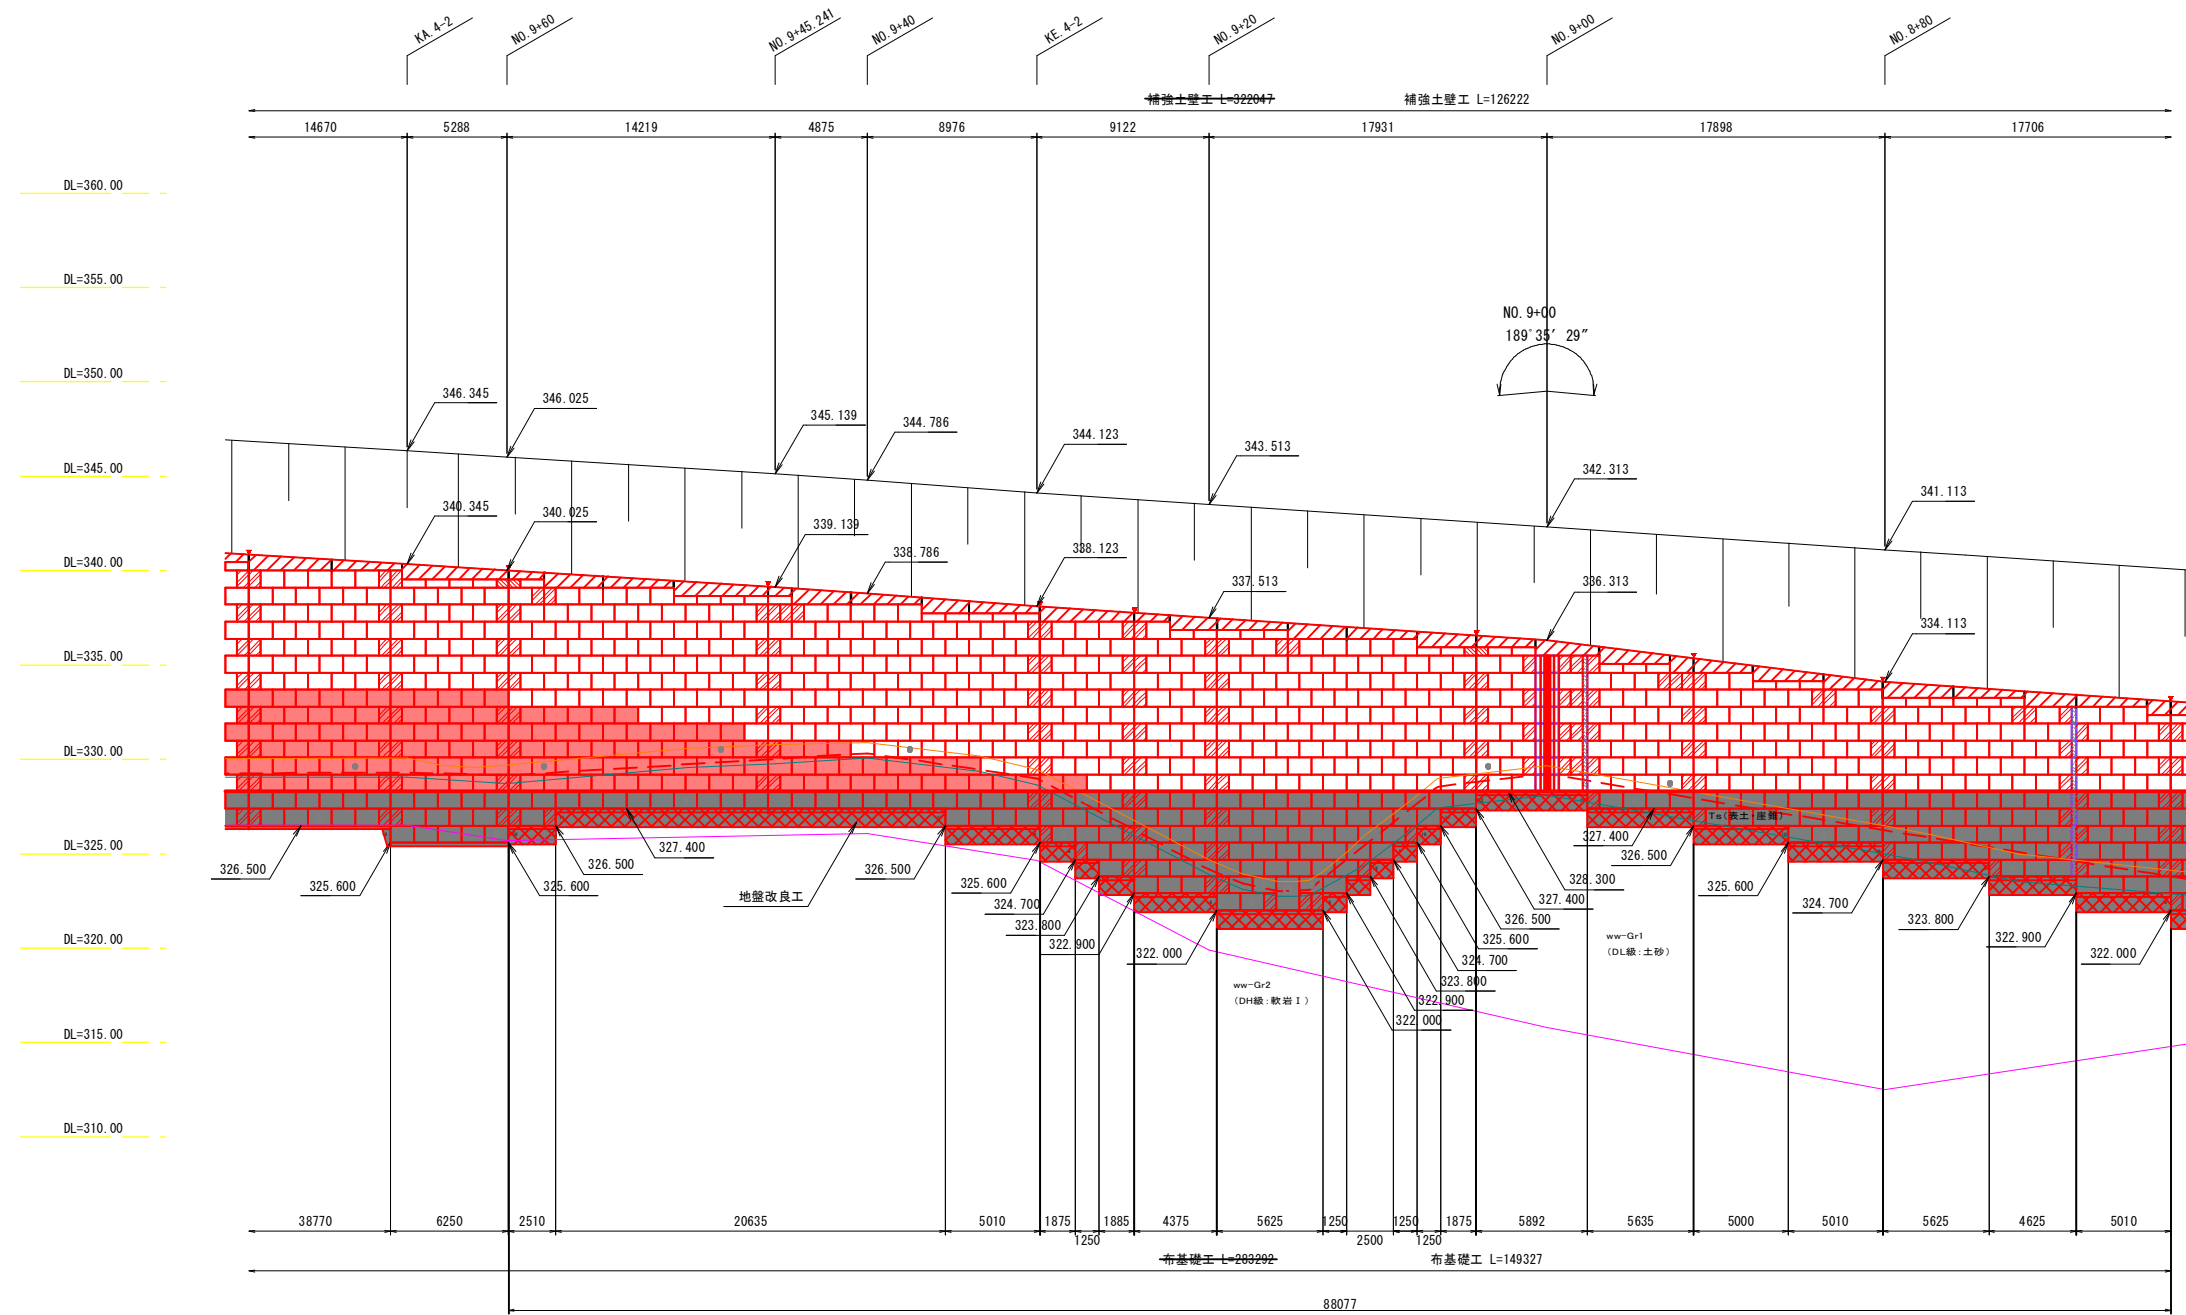 KA.4-2
NO.9+60
NO.9+45.241
NO.9+40
KE.4-2
NO.9+20
NO.9+00
NO.8+80
補強土壁工 L=322047
補強土壁工 L=126222
14670
5288
14219
4875
8976
9122
17931
17898
17706
DL=360.00
DL=355.00
DL=350.00
DL=345.00
DL=340.00
DL=335.00
DL=330.00
DL=325.00
DL=320.00
DL=315.00
DL=310.00
NO.9+00
189°35′29″
346.345
346.025
345.139
344.786
344.123
343.513
342.313
341.113
340.345
340.025
339.139
338.786
338.123
337.513
336.313
334.113
Ts(表土・崖錐)
326.500
325.600
325.600
326.500
327.400
地盤改良工
326.500
325.600
324.700
323.800
322.900
322.000
322.000
322.900
323.800
324.700
325.600
326.500
327.400
328.300
327.400
326.500
325.600
324.700
323.800
322.900
322.000
ww-Gr1
(DL級:土砂)
ww-Gr2
(DH級:軟岩Ⅰ)
38770
6250
2510
20635
5010
1875
1250
1885
4375
5625
1250
2500
1250
1250
1875
5892
5635
5000
5010
5625
4625
5010
布基礎工 L=283292
布基礎工 L=149327
88077